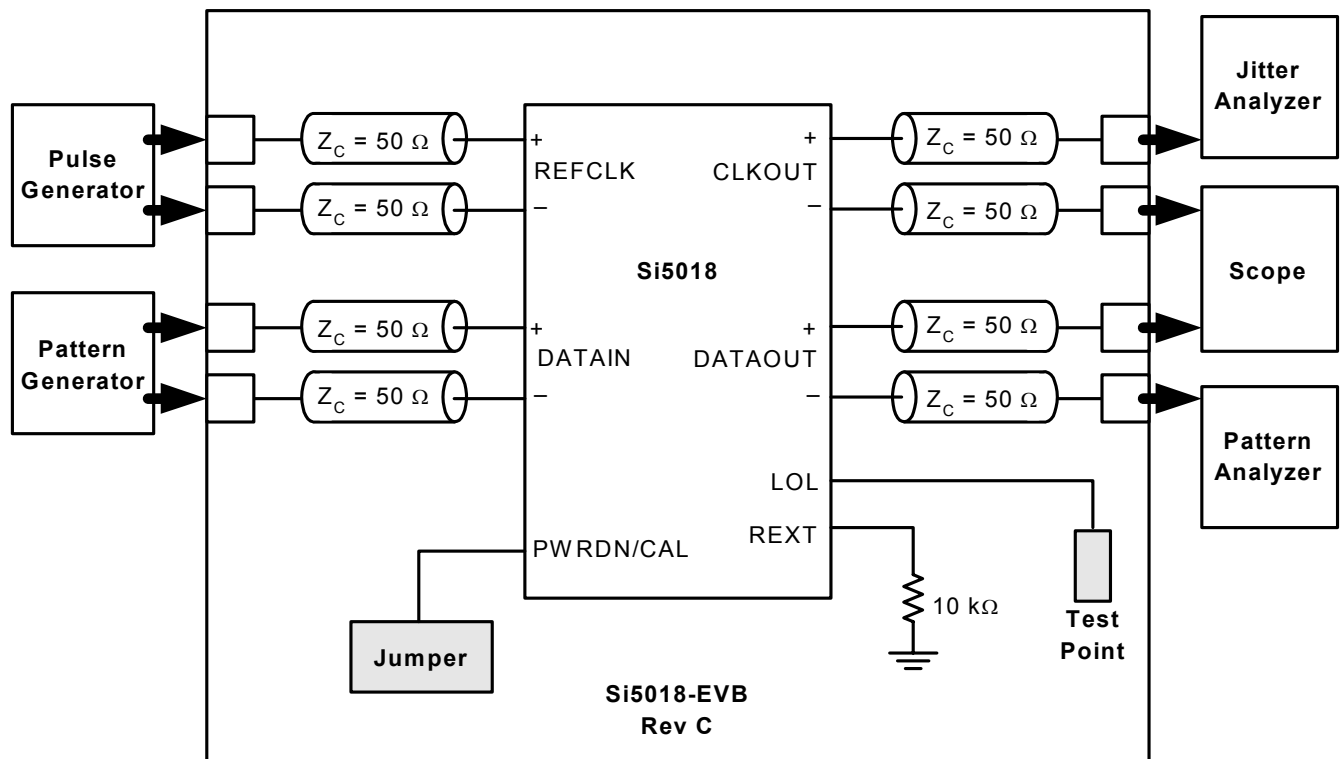 Jitter
Analyzer
Pulse
Generator
Z_C = 50 Ω
+
REFCLK
Z_C = 50 Ω
−
+
CLKOUT
Z_C = 50 Ω
−
Z_C = 50 Ω
Si5018
Scope
Pattern
Generator
Z_C = 50 Ω
+
DATAIN
Z_C = 50 Ω
−
+
DATAOUT
Z_C = 50 Ω
−
Z_C = 50 Ω
Pattern
Analyzer
LOL
REXT
PWRDN/CAL
10 kΩ
Test
Point
Jumper
Si5018-EVB
Rev C